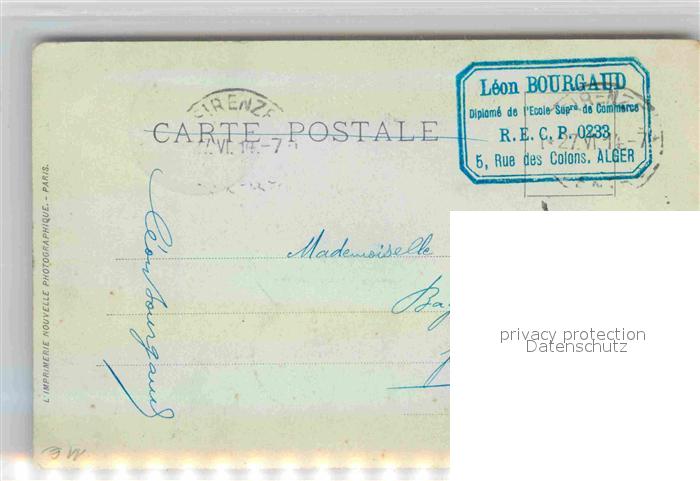 Léon BOURGAUD
Diplomé de l'Ecole Supre de Commerce
R.E.C.P. 0233
5, Rue des Colons, ALGER
FIRENZE
CARTE POSTALE
27.VI.14.-7
L'IMPRIMERIE NOUVELLE PHOTOGRAPHIQUE. - PARIS.
Léon Bourgaud
Mademoiselle
privacy protection
Datenschutz